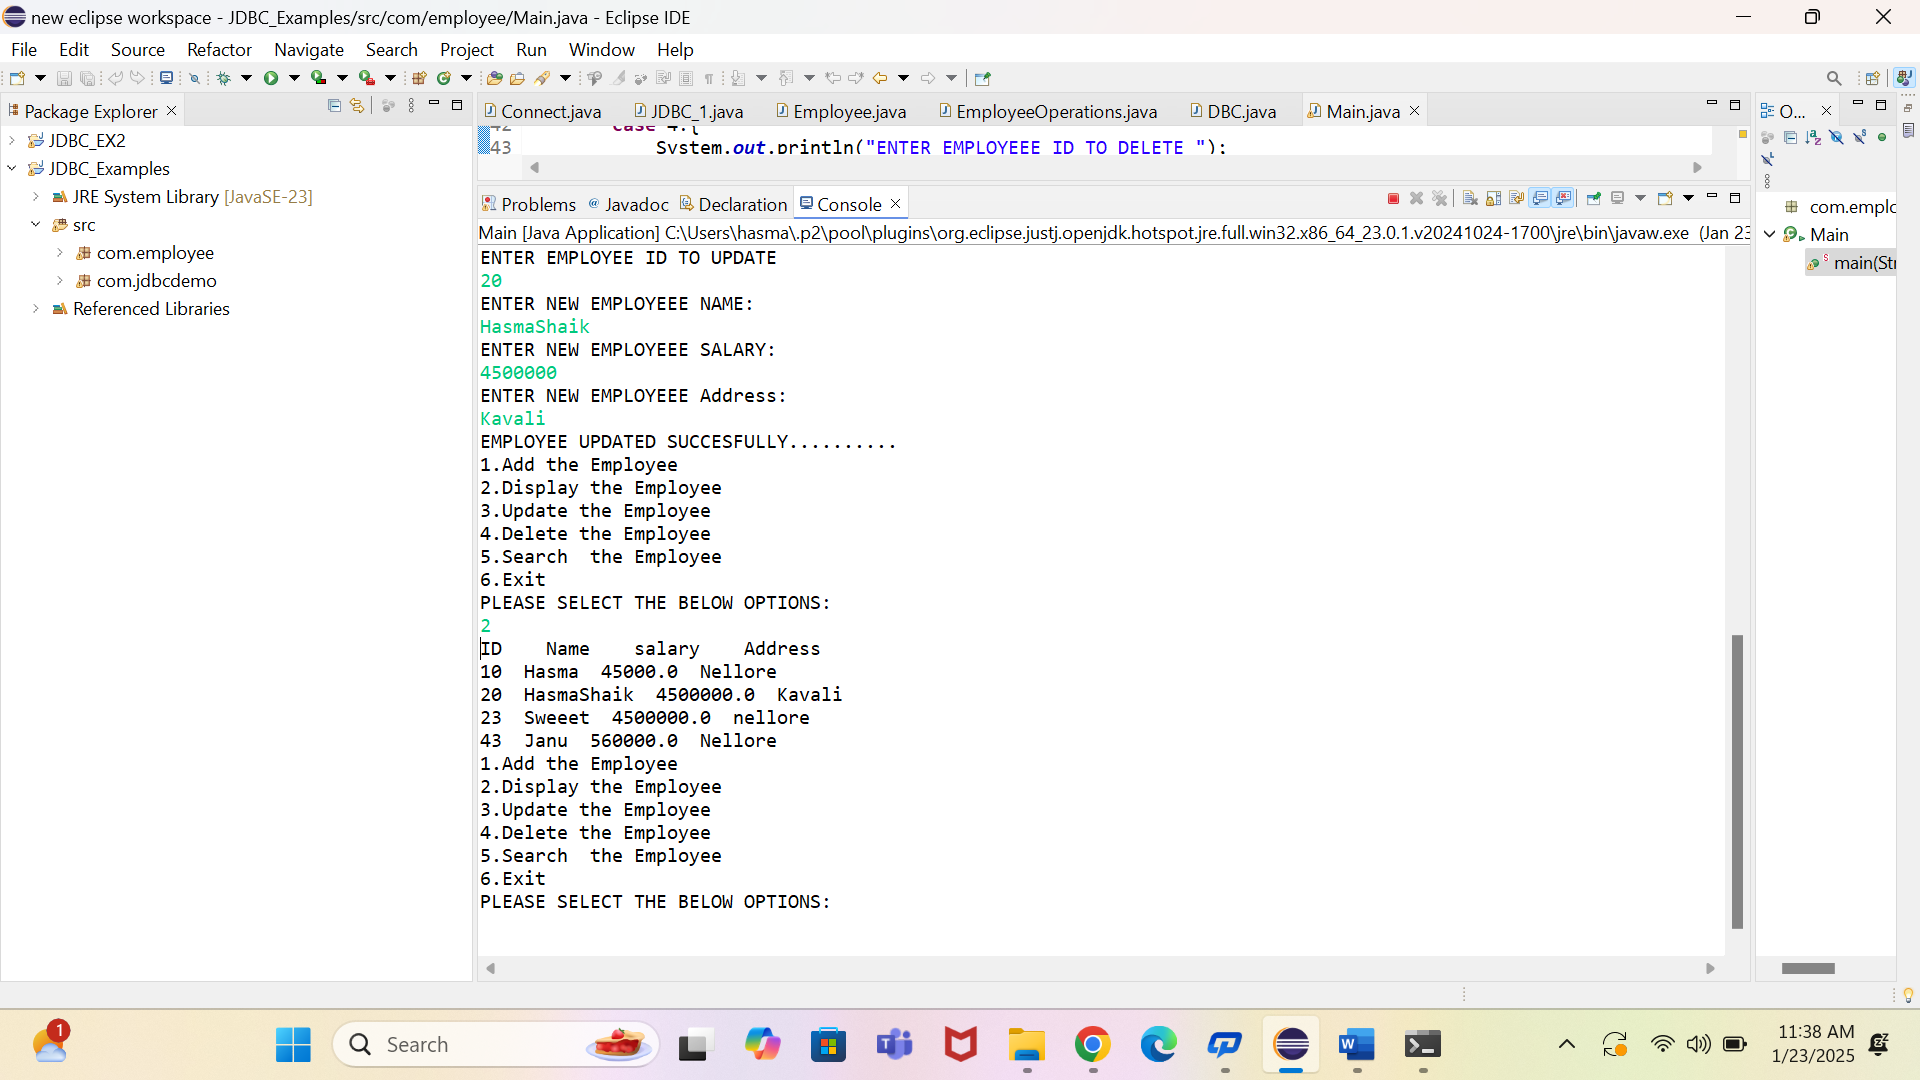 new eclipse workspace - JDBC_Examples/src/com/employee/Main.java - Eclipse IDE
File Edit Source Refactor Navigate Search Project Run Window Help
Package Explorer
JDBC_EX2
JDBC_Examples
JRE System Library [JavaSE-23]
src
com.employee
com.jdbcdemo
Referenced Libraries
Connect.java JDBC_1.java Employee.java EmployeeOperations.java DBC.java Main.java
42 case 4:{
43 System.out.println("ENTER EMPLOYEEE ID TO DELETE ");
Problems Javadoc Declaration Console
Main [Java Application] C:\Users\hasma\.p2\pool\plugins\org.eclipse.justj.openjdk.hotspot.jre.full.win32.x86_64_23.0.1.v20241024-1700\jre\bin\javaw.exe (Jan 23
ENTER EMPLOYEE ID TO UPDATE
20
ENTER NEW EMPLOYEEE NAME:
HasmaShaik
ENTER NEW EMPLOYEEE SALARY:
4500000
ENTER NEW EMPLOYEEE Address:
Kavali
EMPLOYEE UPDATED SUCCESFULLY..........
1.Add the Employee
2.Display the Employee
3.Update the Employee
4.Delete the Employee
5.Search  the Employee
6.Exit
PLEASE SELECT THE BELOW OPTIONS:
2
ID    Name    salary    Address
10  Hasma  45000.0  Nellore
20  HasmaShaik  4500000.0  Kavali
23  Sweeet  4500000.0  nellore
43  Janu  560000.0  Nellore
1.Add the Employee
2.Display the Employee
3.Update the Employee
4.Delete the Employee
5.Search  the Employee
6.Exit
PLEASE SELECT THE BELOW OPTIONS:
O...
com.emplo
Main
main(Stri
1
Search
11:38 AM
1/23/2025